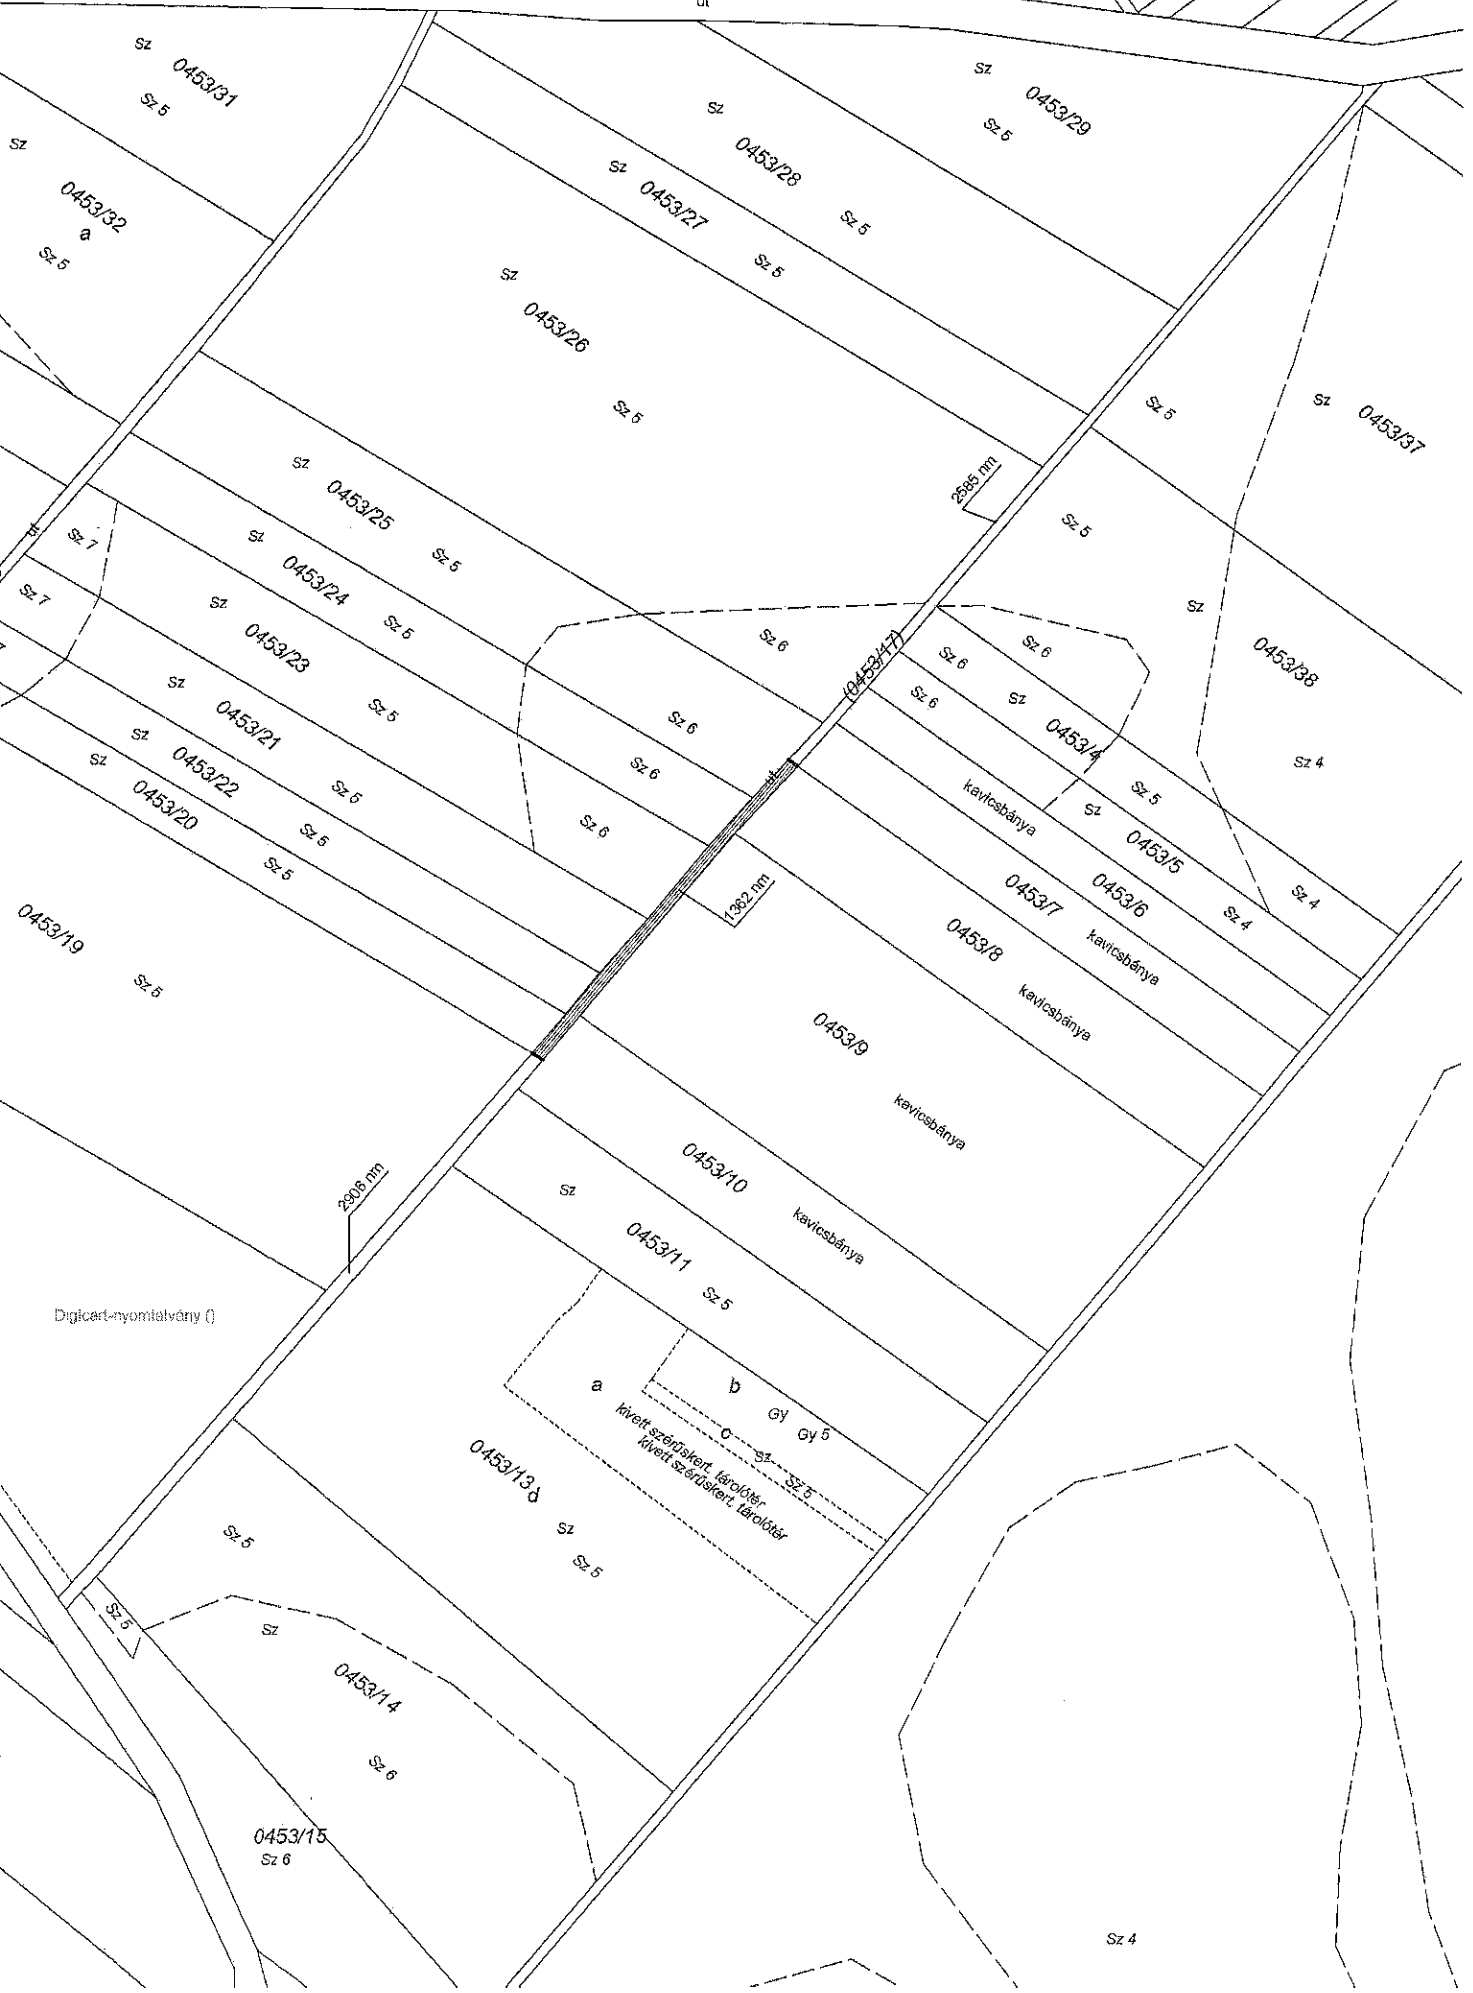 út
Sz
0453/31
Sz 5
Sz
0453/29
Sz 5
Sz
0453/28
Sz 5
Sz
0453/32
a
Sz 5
Sz
0453/27
Sz 5
Sz
0453/26
Sz 5
Sz 5
Sz
0453/37
2585 nm
Sz
0453/25
Sz 5
Sz 5
út
Sz 7
Sz
0453/24
Sz 5
Sz 7
Sz
0453/23
Sz 5
Sz 6
(0453/17)
Sz 6
Sz 6
Sz
0453/38
Sz 4
Sz
0453/21
Sz 5
Sz 6
Sz 6
Sz
0453/4
Sz 5
Sz 4
Sz
0453/22
Sz 5
Sz 6
út
kavicsbánya
Sz
0453/5
Sz 4
Sz
0453/20
Sz 5
Sz 6
0453/6
0453/7
kavicsbánya
1362 nm
0453/8
kavicsbánya
0453/19
Sz 5
0453/9
kavicsbánya
0453/10
kavicsbánya
2908 nm
Sz
0453/11
Sz 5
Digicart-nyomtatvány ()
a
b
Gy
Gy 5
c
Sz
Sz 5
kivett szérűskert, tárolótér
kivett szérűskert, tárolótér
0453/13
d
Sz
Sz 5
Sz 5
Sz 5
Sz
0453/14
Sz 6
0453/15
Sz 6
Sz 4